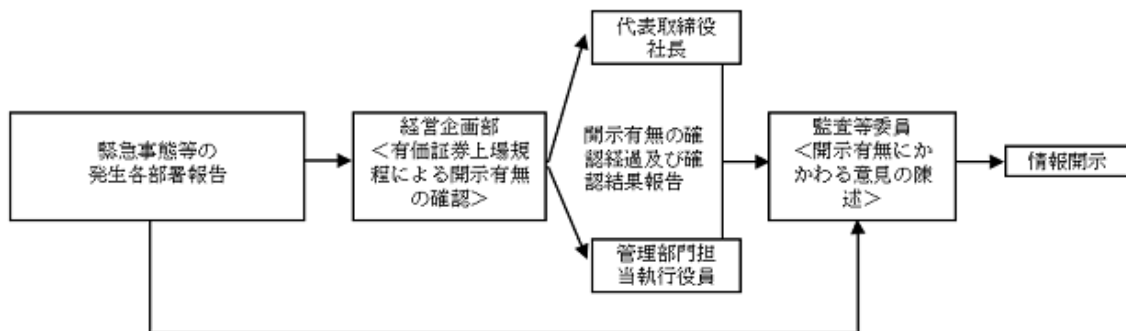 緊急事態等の
発生各部署報告
経営企画部
<有価証券上場規
程による開示有無
の確認>
代表取締役
社長
開示有無の確
認経過及び確
認結果報告
管理部門担
当執行役員
監査等委員
<開示有無にか
かわる意見の陳
述>
情報開示